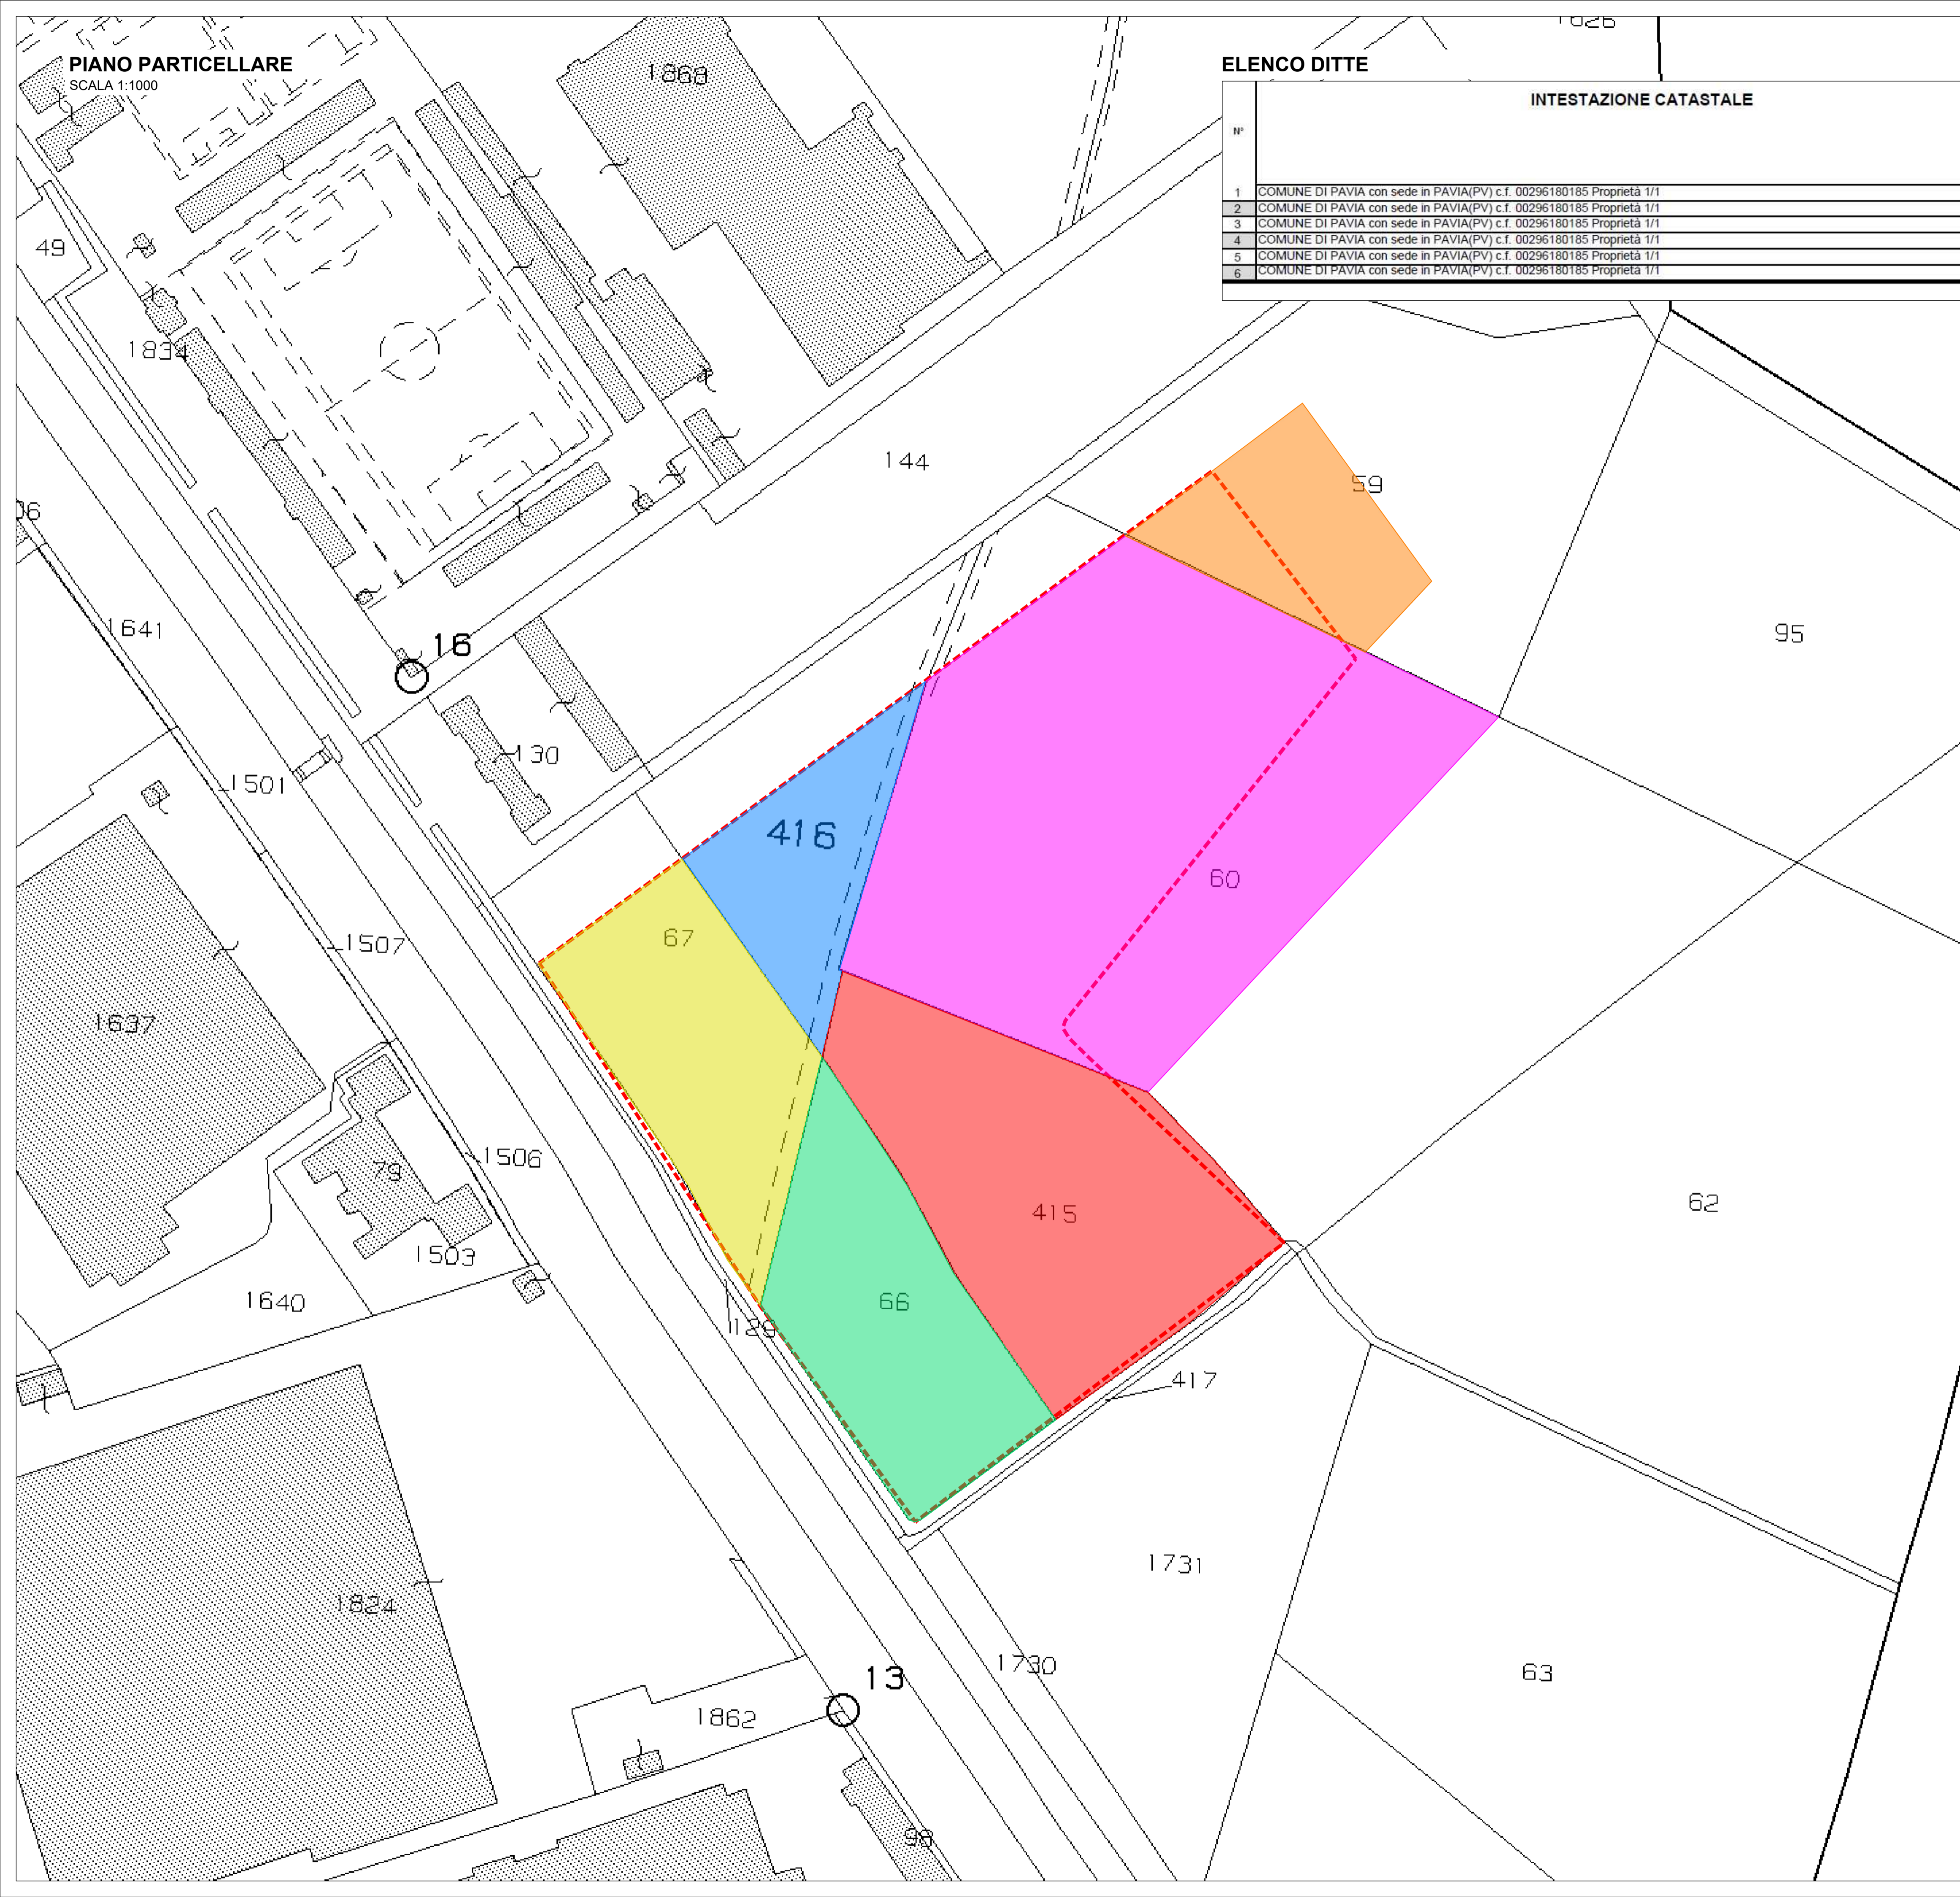 PIANO PARTICELLARE
SCALA 1:1000
ELENCO DITTE
N°
INTESTAZIONE CATASTALE
1 COMUNE DI PAVIA con sede in PAVIA(PV) c.f. 00296180185 Proprietà 1/1
2 COMUNE DI PAVIA con sede in PAVIA(PV) c.f. 00296180185 Proprietà 1/1
3 COMUNE DI PAVIA con sede in PAVIA(PV) c.f. 00296180185 Proprietà 1/1
4 COMUNE DI PAVIA con sede in PAVIA(PV) c.f. 00296180185 Proprietà 1/1
5 COMUNE DI PAVIA con sede in PAVIA(PV) c.f. 00296180185 Proprietà 1/1
6 COMUNE DI PAVIA con sede in PAVIA(PV) c.f. 00296180185 Proprietà 1/1
1868
49
1834
144
59
1641
16
95
130
1501
416
60
67
1507
1637
1506
79
415
62
1503
1640
66
129
417
1731
1824
1730
63
13
1862
98